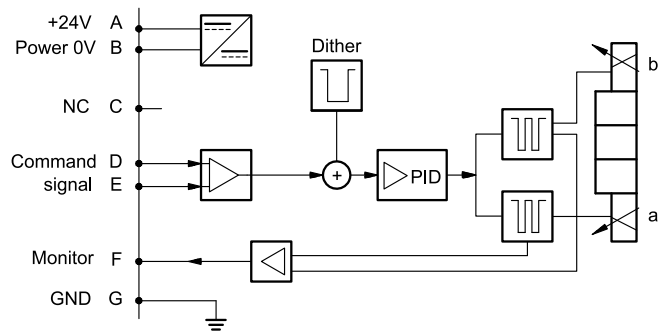 +24V A
Power 0V B
Dither
b
NC C
Command D
signal E
+
PID
a
Monitor F
GND G